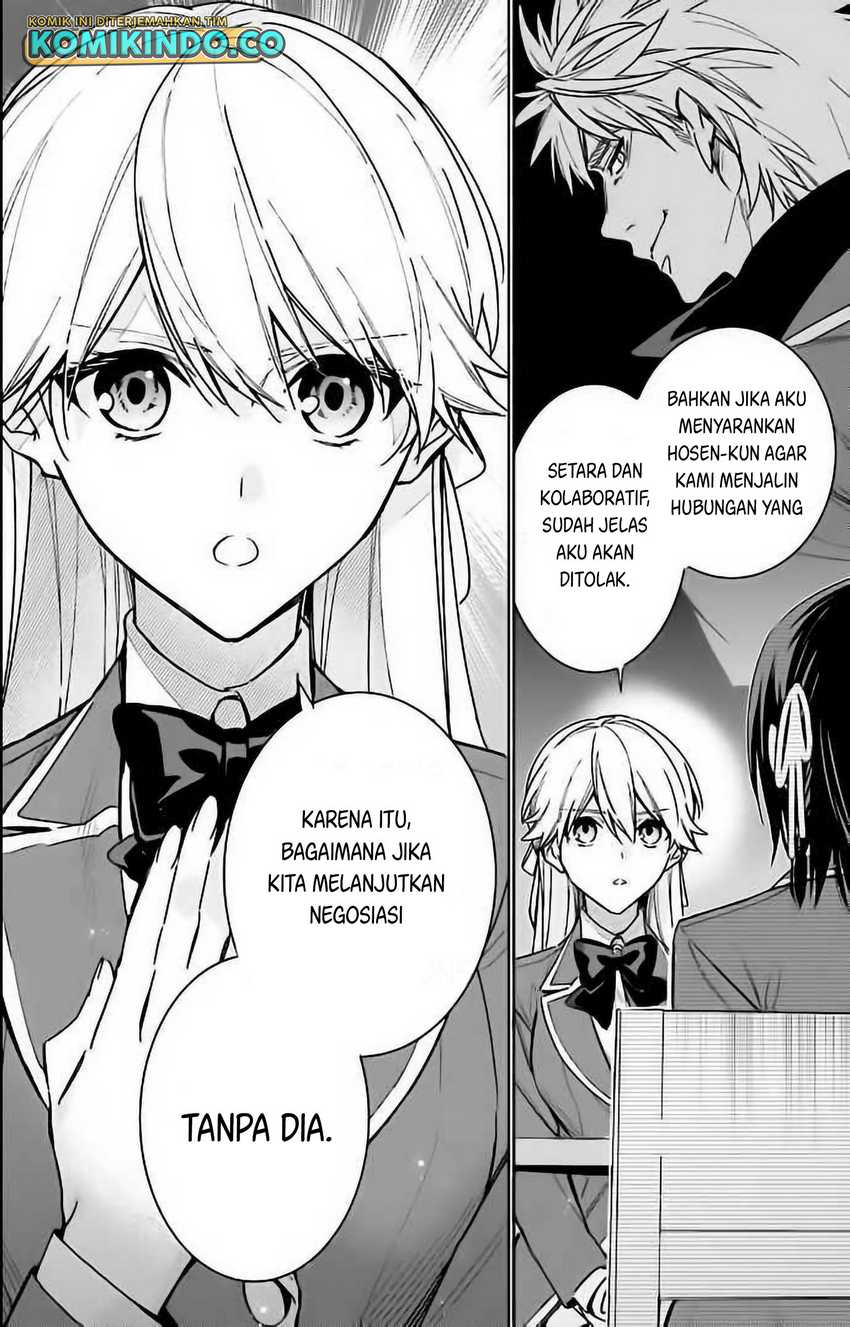 KOMIK INI DITERJEMAHKAN TIM
KOMIKINDO.CO
BAHKAN JIKA AKU
MENYARANKAN
HOSEN-KUN AGAR
KAMI MENJALIN
HUBUNGAN YANG
SETARA DAN
KOLABORATIF,
SUDAH JELAS
AKU AKAN
DITOLAK.
KARENA ITU,
BAGAIMANA JIKA
KITA MELANJUTKAN
NEGOSIASI
TANPA DIA.